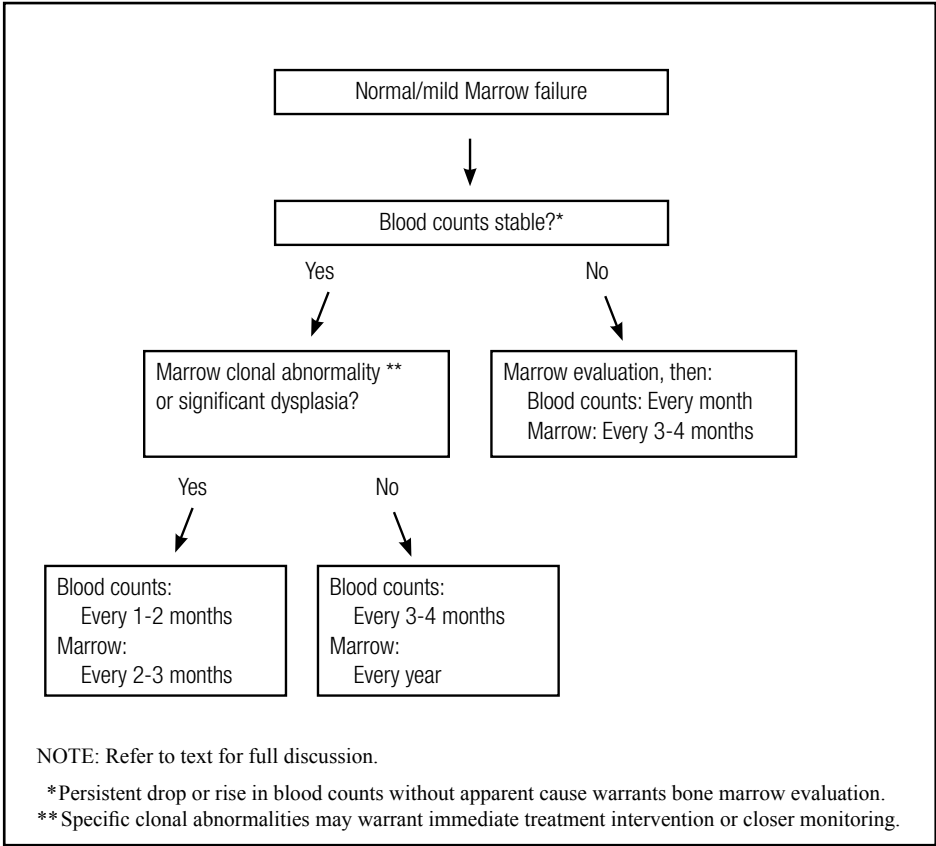 Normal/mild Marrow failure
Blood counts stable?*
Yes
No
Marrow clonal abnormality **
or significant dysplasia?
Marrow evaluation, then:
Blood counts: Every month
Marrow: Every 3-4 months
Yes
No
Blood counts:
Every 1-2 months
Marrow:
Every 2-3 months
Blood counts:
Every 3-4 months
Marrow:
Every year
NOTE: Refer to text for full discussion.
*Persistent drop or rise in blood counts without apparent cause warrants bone marrow evaluation.
**Specific clonal abnormalities may warrant immediate treatment intervention or closer monitoring.